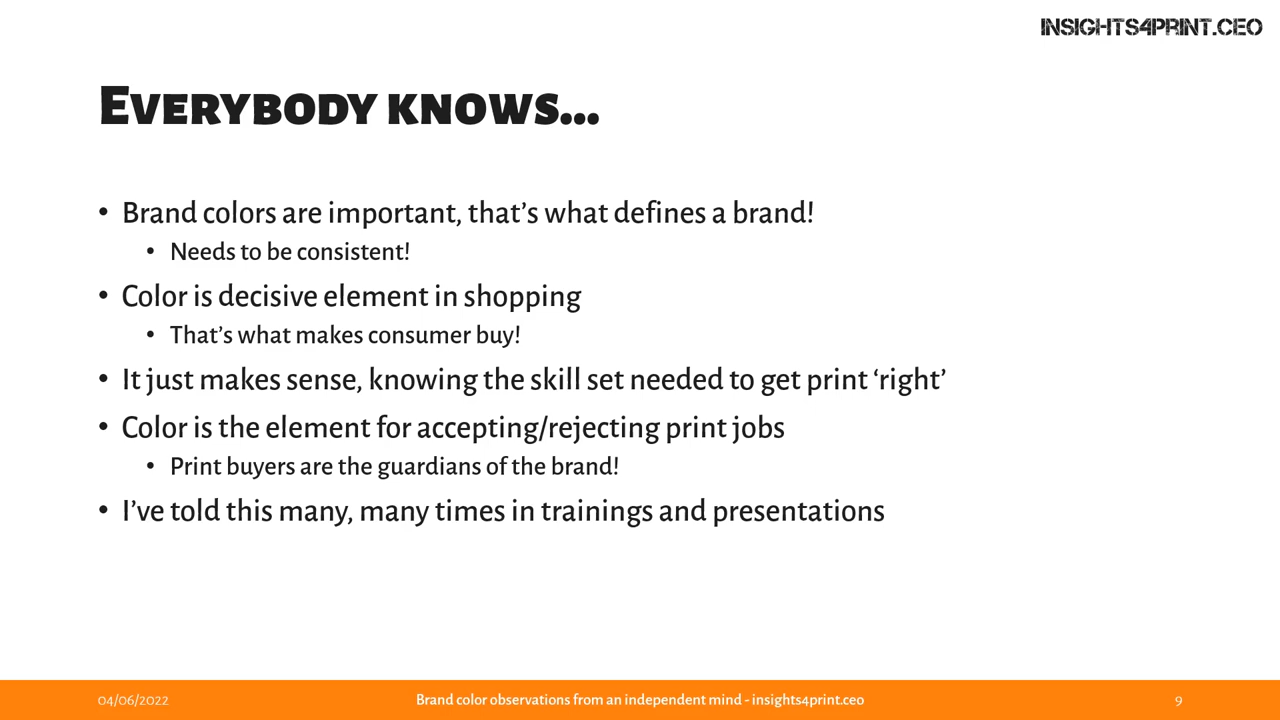 INSIGHTS4PRINT.CEO
Everybody knows...
• Brand colors are important, that’s what defines a brand!
• Needs to be consistent!
• Color is decisive element in shopping
• That’s what makes consumer buy!
• It just makes sense, knowing the skill set needed to get print ‘right’
• Color is the element for accepting/rejecting print jobs
• Print buyers are the guardians of the brand!
• I’ve told this many, many times in trainings and presentations
04/06/2022
Brand color observations from an independent mind - insights4print.ceo
9